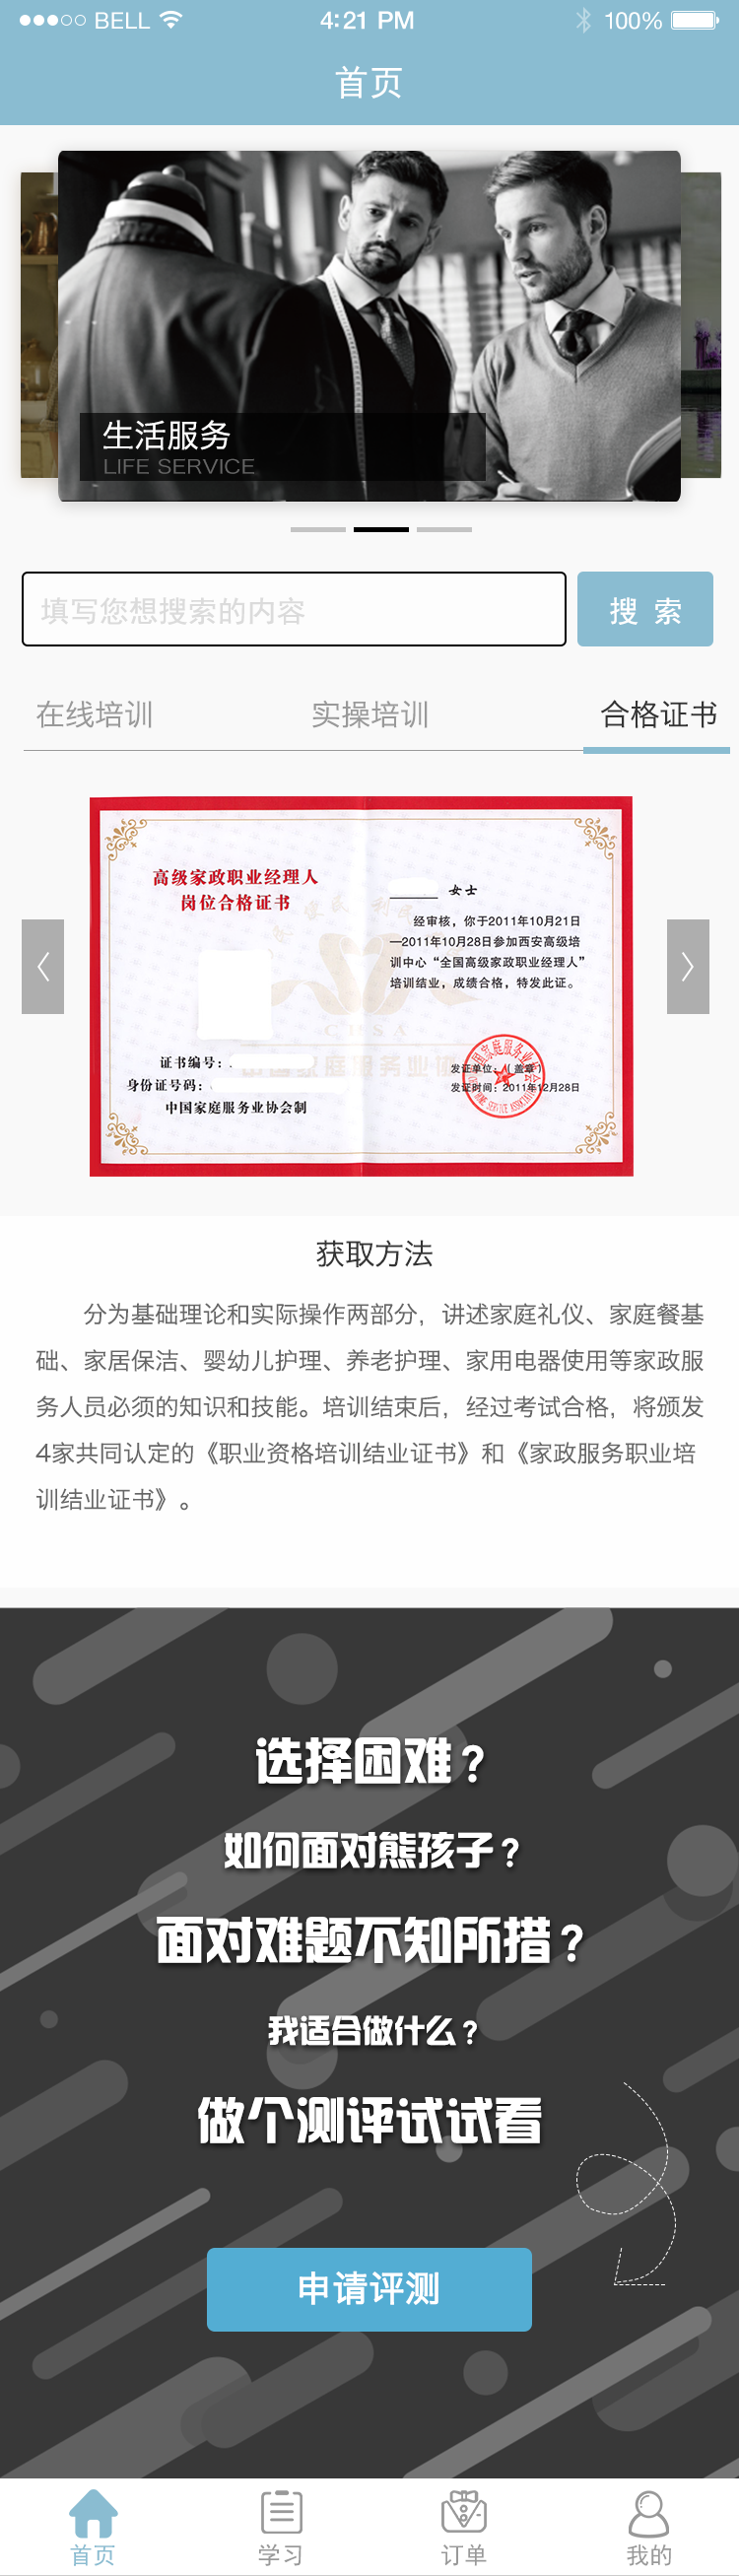 BELL
4:21 PM
100%
首页
生活服务
LIFE SERVICE
填写您想搜索的内容
搜 索
在线培训
实操培训
合格证书
高级家政职业经理人
岗位合格证书
证书编号：
身份证号码：
中国家庭服务业协会制
女士
经审核，你于2011年10月21日
—2011年10月28日参加西安高级培
训中心“全国高级家政职业经理人”
培训结业，成绩合格，特发此证。
发证单位：（盖章）
发证时间：2011年12月28日
获取方法
分为基础理论和实际操作两部分，讲述家庭礼仪、家庭餐基
础、家居保洁、婴幼儿护理、养老护理、家用电器使用等家政服
务人员必须的知识和技能。培训结束后，经过考试合格，将颁发
4家共同认定的《职业资格培训结业证书》和《家政服务职业培
训结业证书》。
选择困难？
如何面对熊孩子？
面对难题不知所措？
我适合做什么？
做个测评试试看
申请评测
首页
学习
订单
我的